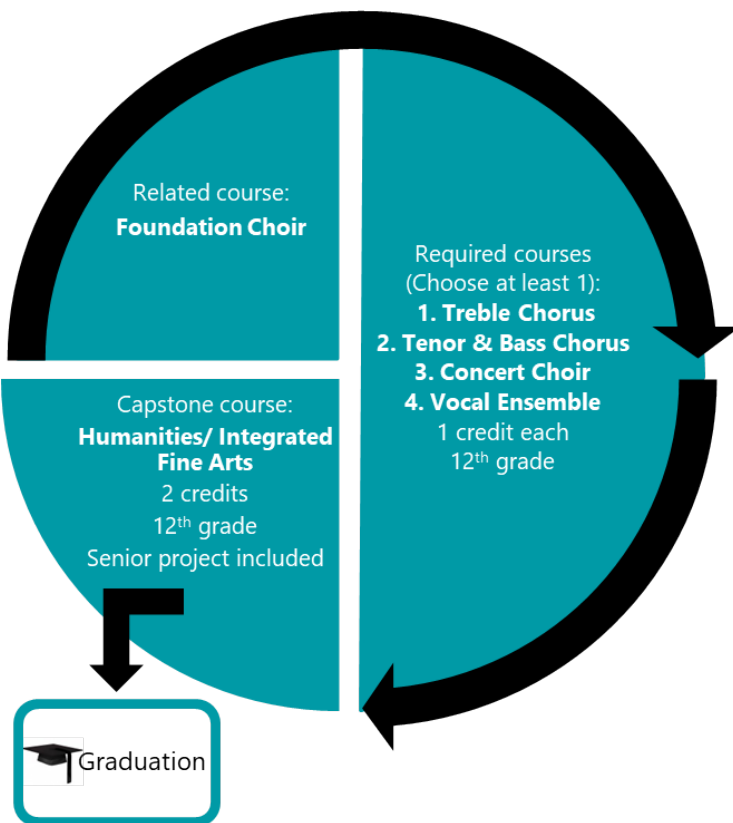 Related course:
Foundation Choir
Required courses
(Choose at least 1):
1. Treble Chorus
2. Tenor & Bass Chorus
3. Concert Choir
4. Vocal Ensemble
1 credit each
12th grade
Capstone course:
Humanities/ Integrated
Fine Arts
2 credits
12th grade
Senior project included
Graduation